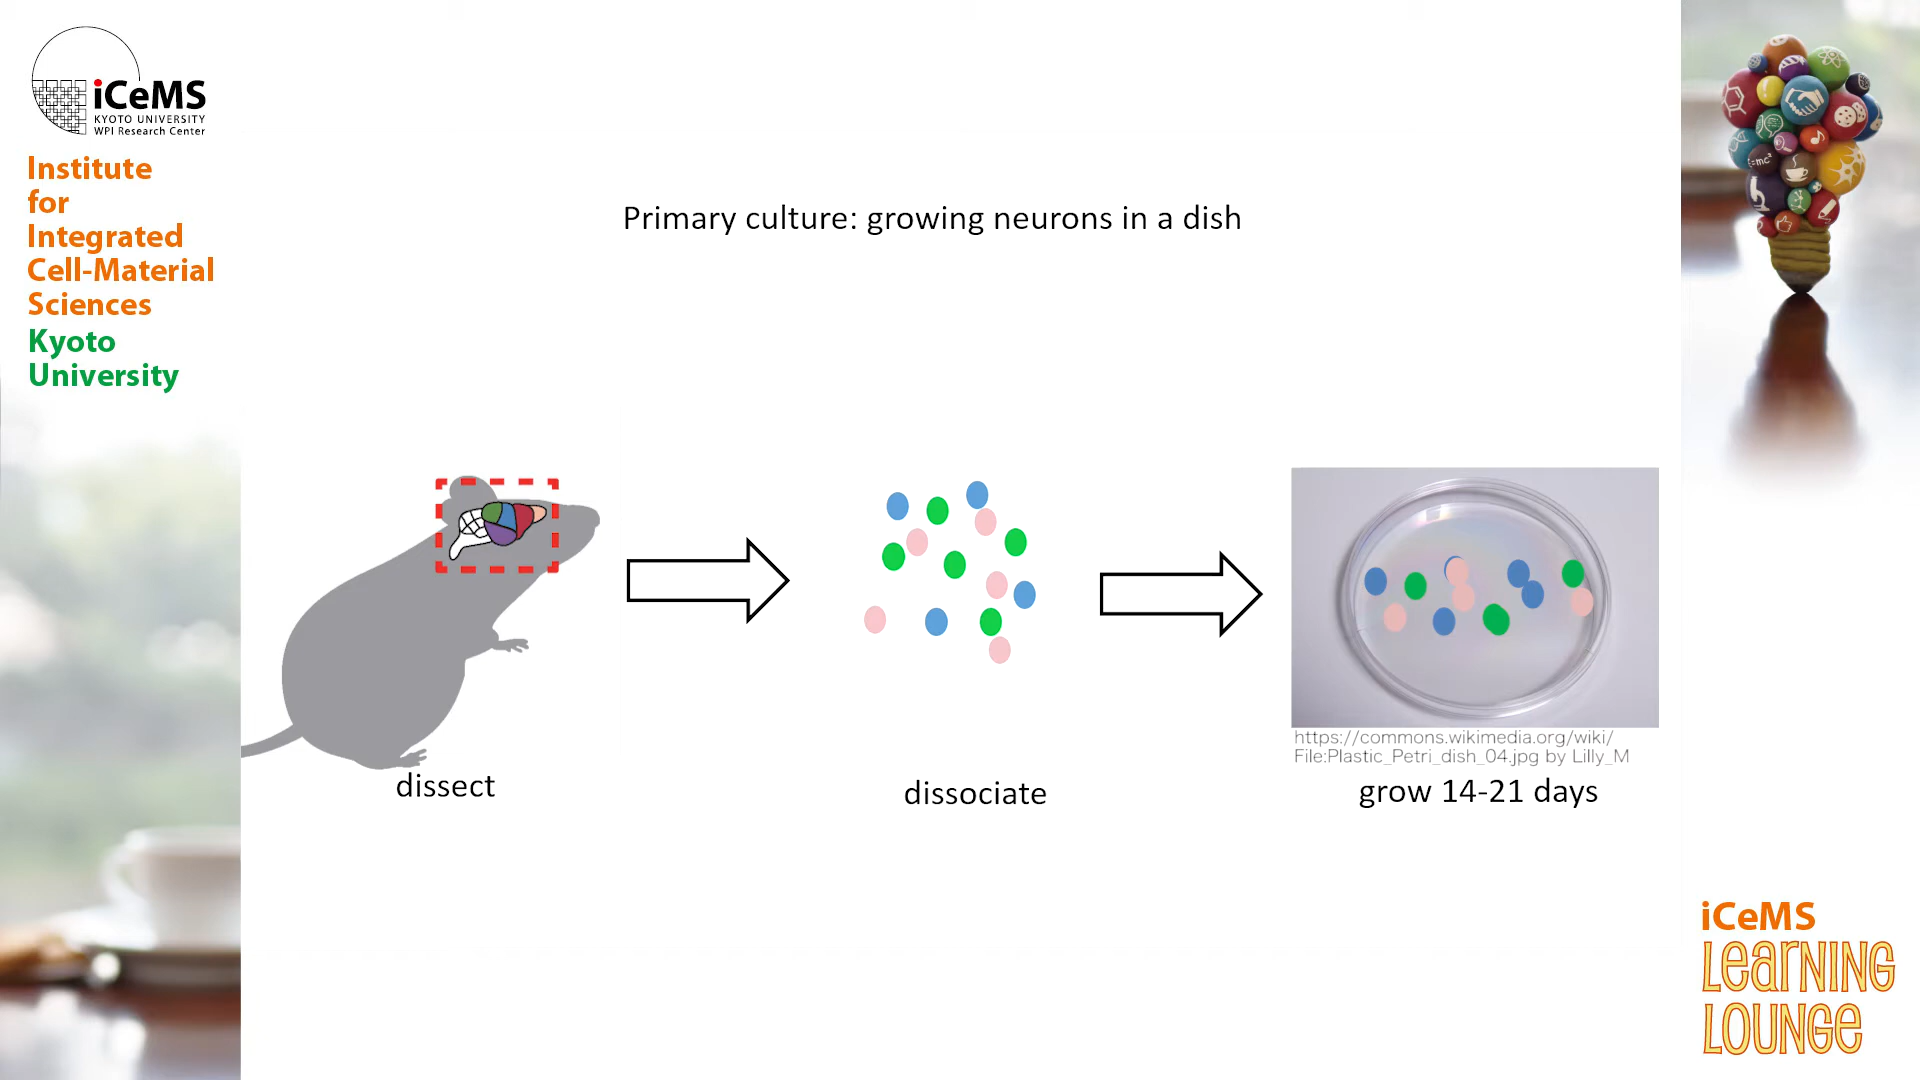 iCeMS
KYOTO UNIVERSITY
WPI Research Center
Institute
for
Integrated
Cell-Material
Sciences
Kyoto
University
Primary culture: growing neurons in a dish
dissect
dissociate
https://commons.wikimedia.org/wiki/
File:Plastic_Petri_dish_04.jpg by Lilly_M
grow 14-21 days
=mc²
iCeMS
LearNING
LOUNGe